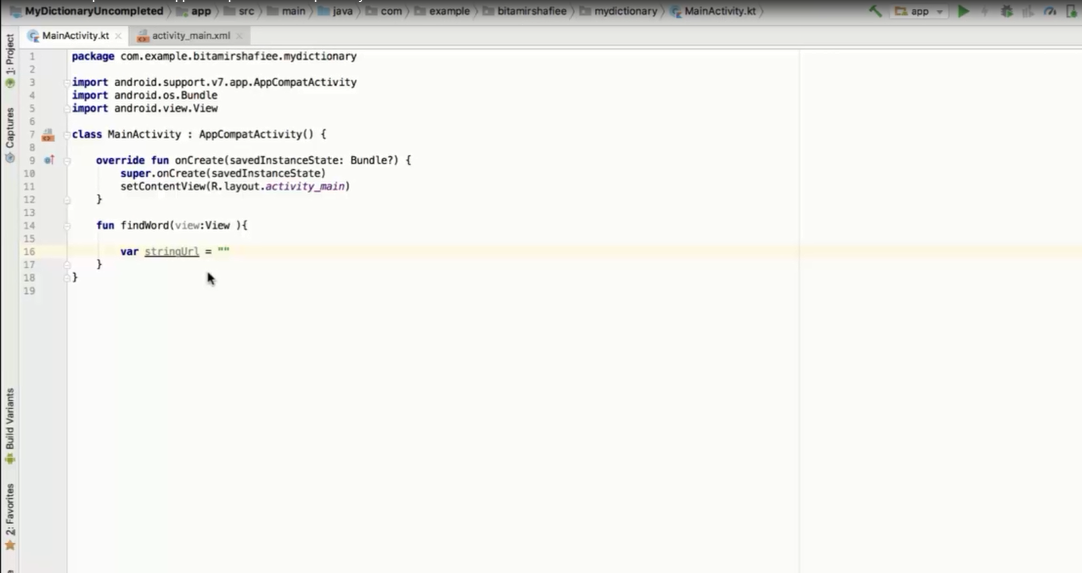 MyDictionaryUncompleted app src main java com example bitamirshafiee mydictionary MainActivity.kt app
MainActivity.kt activity_main.xml
1: Project
Captures
Build Variants
2: Favorites
1 package com.example.bitamirshafiee.mydictionary
2
3 import android.support.v7.app.AppCompatActivity
4 import android.os.Bundle
5 import android.view.View
6
7 class MainActivity : AppCompatActivity() {
8
9 override fun onCreate(savedInstanceState: Bundle?) {
10 super.onCreate(savedInstanceState)
11 setContentView(R.layout.activity_main)
12 }
13
14 fun findWord(view:View ){
15
16 var stringUrl = ""
17 }
18 }
19